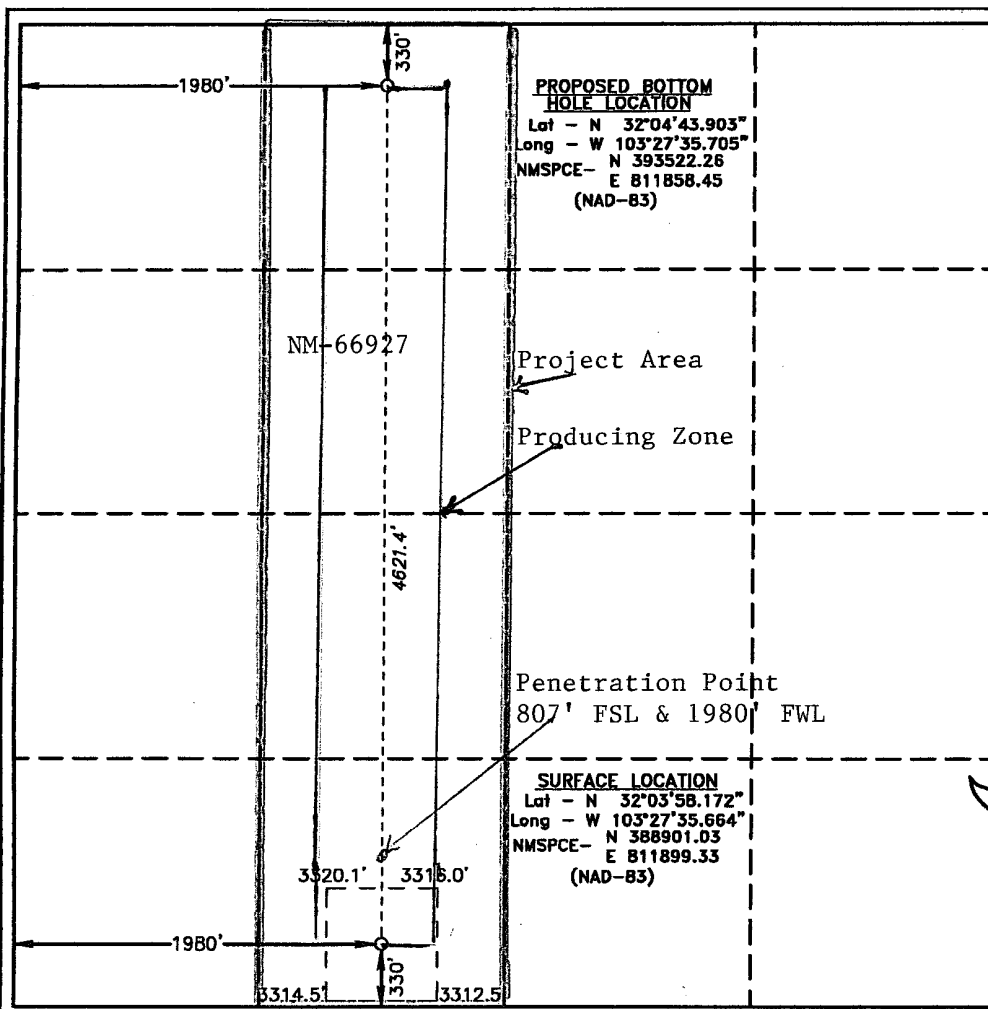 330'
1980'
PROPOSED BOTTOM
HOLE LOCATION
Lat - N 32°04'43.903"
Long - W 103°27'35.705"
NMSPCE- N 393522.26
E 811858.45
(NAD-83)
NM-66927
Project Area
Producing Zone
4621.4'
Penetration Point
807' FSL & 1980' FWL
SURFACE LOCATION
Lat - N 32°03'58.172"
Long - W 103°27'35.664"
NMSPCE- N 388901.03
E 811899.33
(NAD-83)
3320.1' 3316.0'
1980'
330'
3314.5' 3312.5